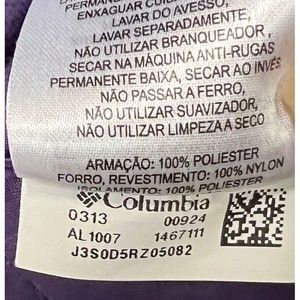 ENXAGUAR CUIDA
LAVAR DO AVESSO,
LAVAR SEPARADAMENTE,
NÃO UTILIZAR BRANQUEADOR,
SECAR NA MÁQUINA ANTI-RUGAS
PERMANENTE BAIXA, SECAR AO INVÉS
NÃO PASSAR A FERRO,
NÃO UTILIZAR SUAVIZADOR,
NÃO UTILIZAR LIMPEZA A SECO
ARMAÇÃO: 100% POLIESTER
FORRO, REVESTIMENTO: 100% NYLON
ISOLAMENTO: 100% POLIESTER
Columbia
0313 00924
AL1007 1467111
J3S0D5RZ05082